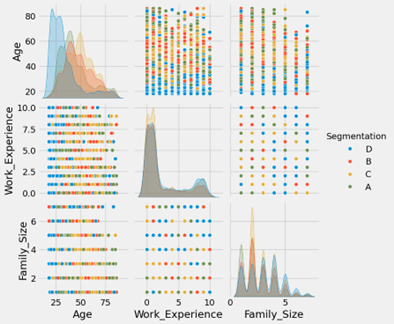 80
60
40
20
Age
10.0
7.5
5.0
2.5
0.0
Work_Experience
Segmentation
D
B
C
A
6
4
2
Family_Size
25 50 75
0 5 10
0 5
Age
Work_Experience
Family_Size